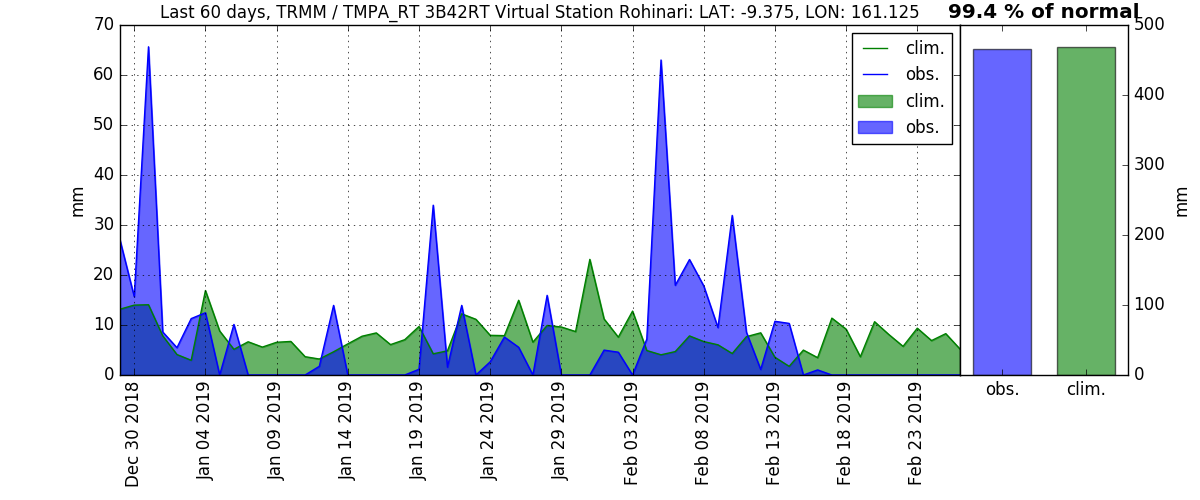 Last 60 days, TRMM / TMPA_RT 3B42RT Virtual Station Rohinari: LAT: -9.375, LON: 161.125
99.4 % of normal
70
60
50
40
30
20
10
0
mm
clim.
obs.
clim.
obs.
500
400
300
200
100
0
mm
Dec 30 2018
Jan 04 2019
Jan 09 2019
Jan 14 2019
Jan 19 2019
Jan 24 2019
Jan 29 2019
Feb 03 2019
Feb 08 2019
Feb 13 2019
Feb 18 2019
Feb 23 2019
obs.
clim.